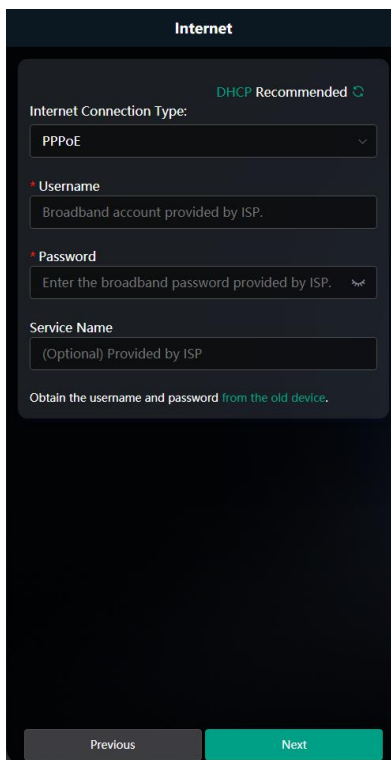 Internet
DHCP Recommended
Internet Connection Type:
PPPoE
* Username
Broadband account provided by ISP.
* Password
Enter the broadband password provided by ISP.
Service Name
(Optional) Provided by ISP
Obtain the username and password from the old device.
Previous
Next